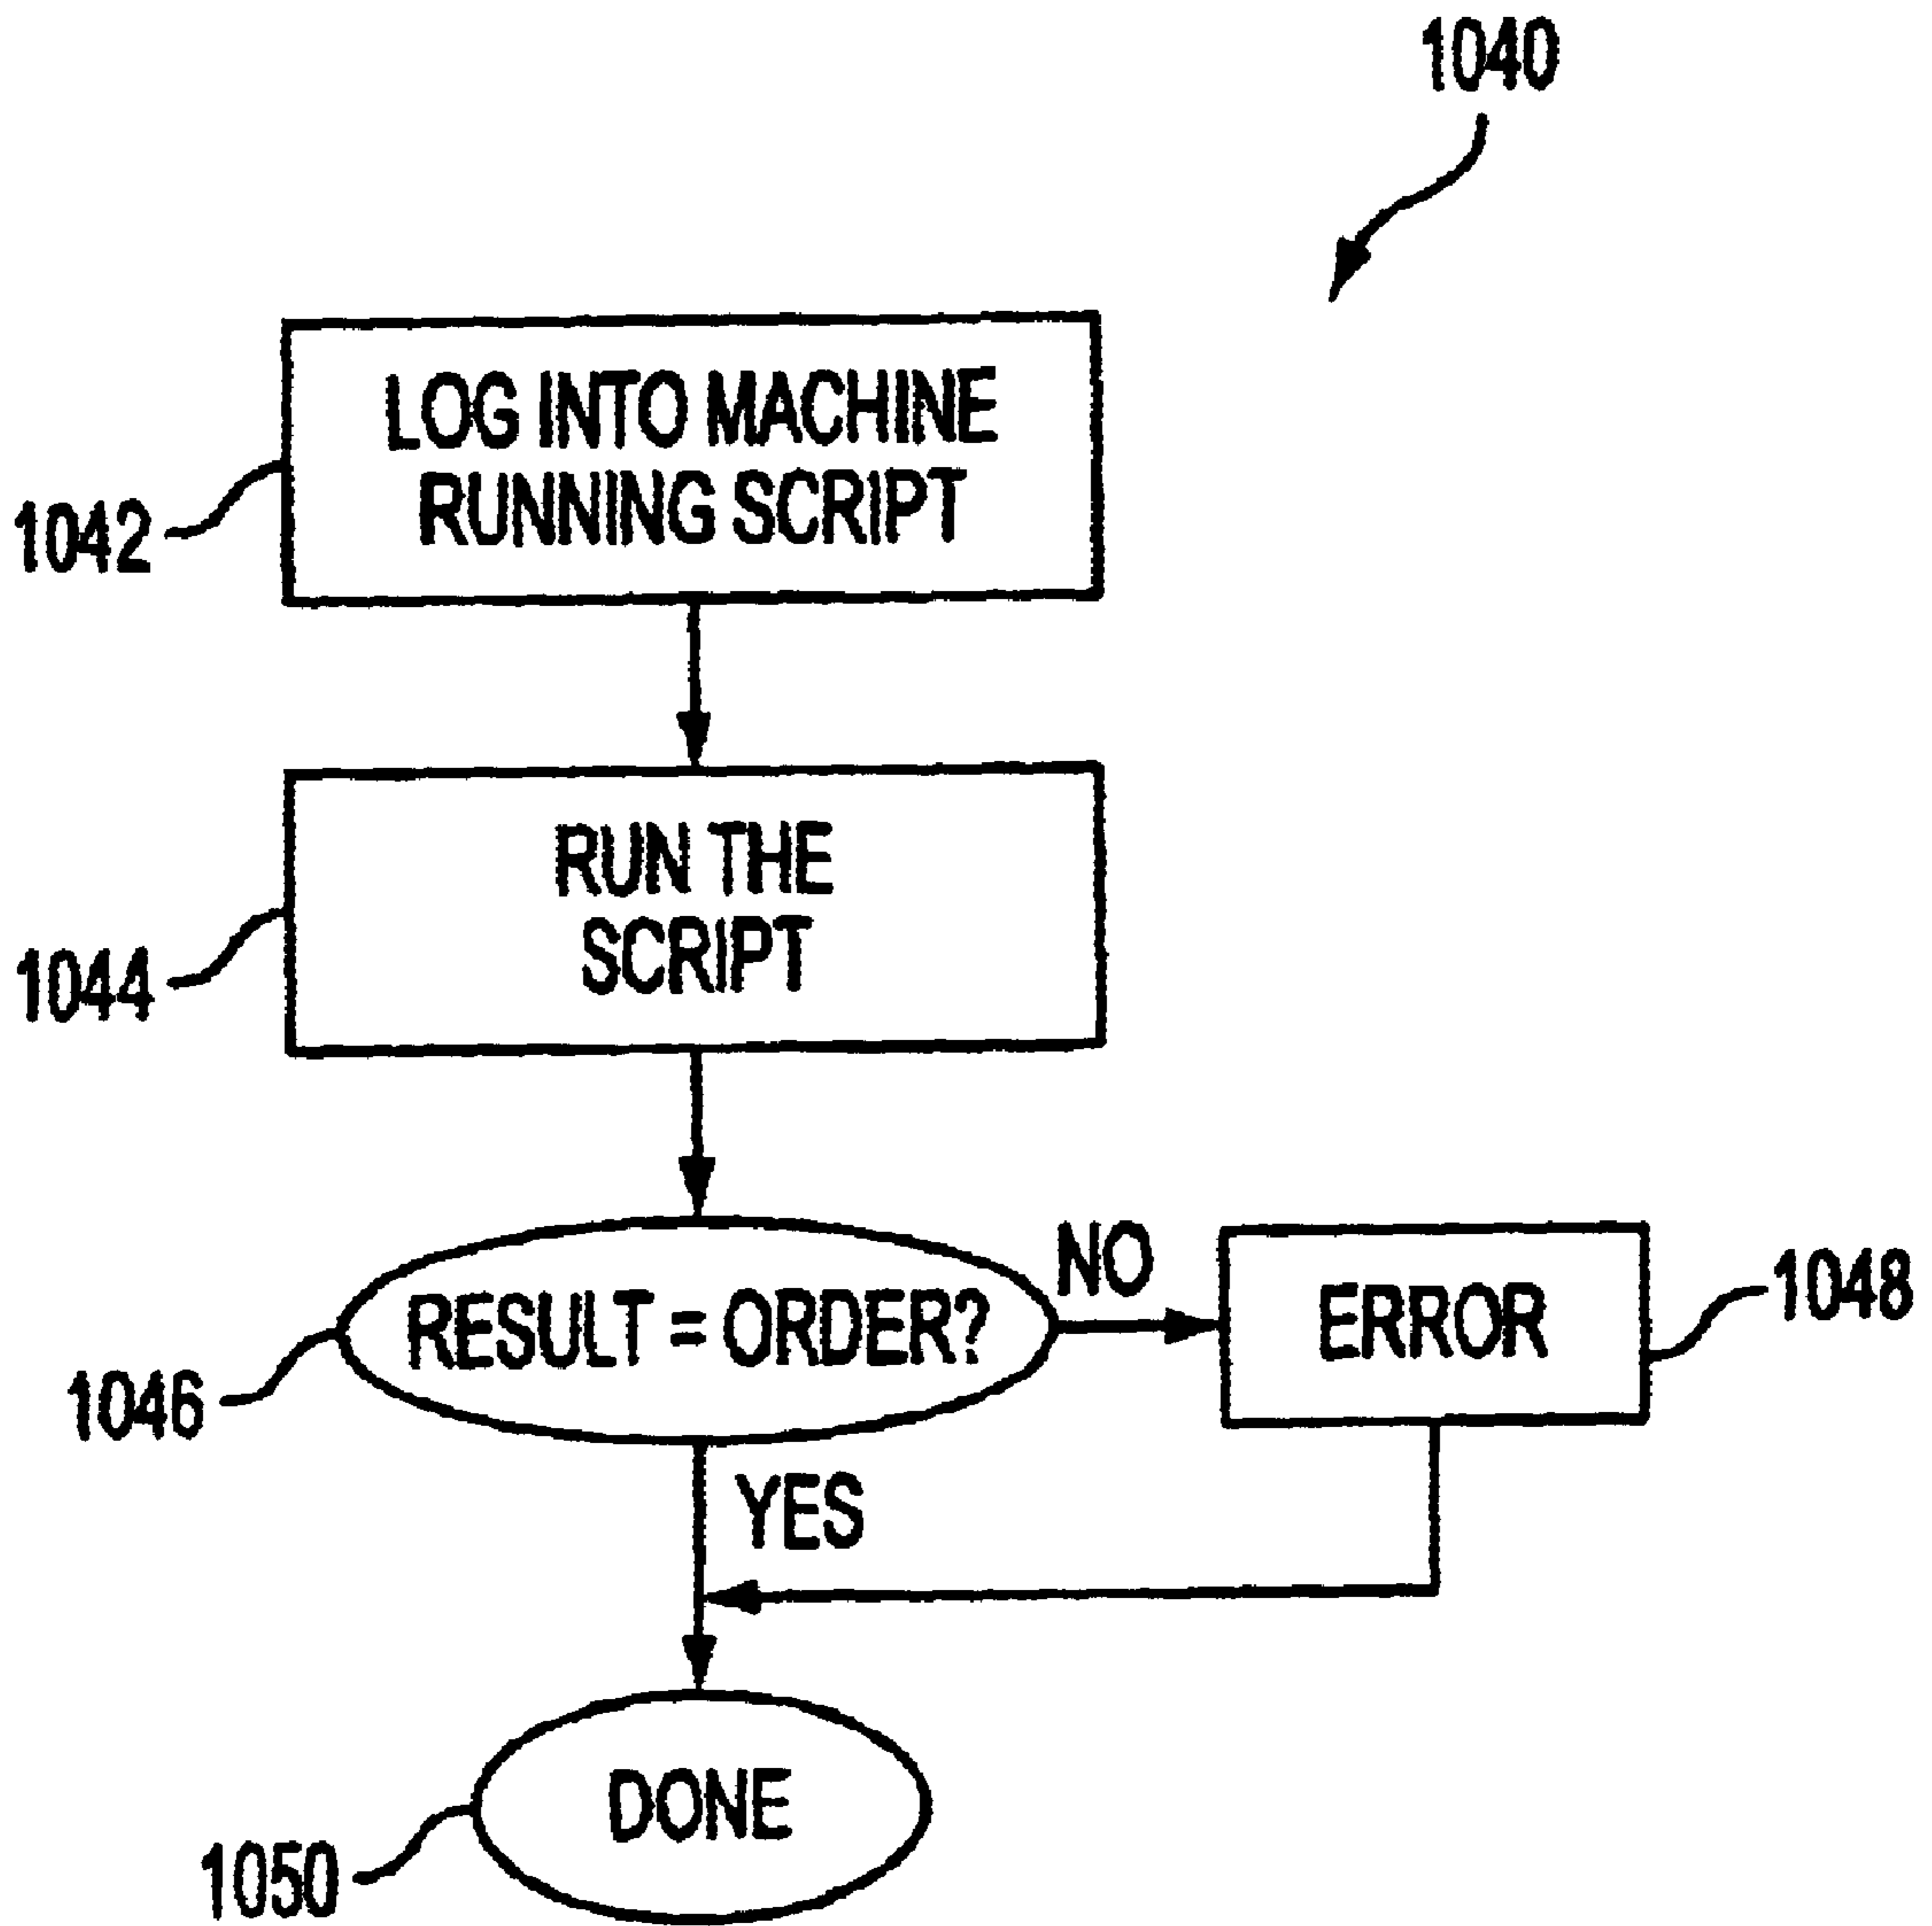 1040
LOG INTO MACHINE
RUNNING SCRIPT
1042
RUN THE
SCRIPT
1044
RESULT = ORDER?
NO
ERROR
1048
1046
YES
DONE
1050